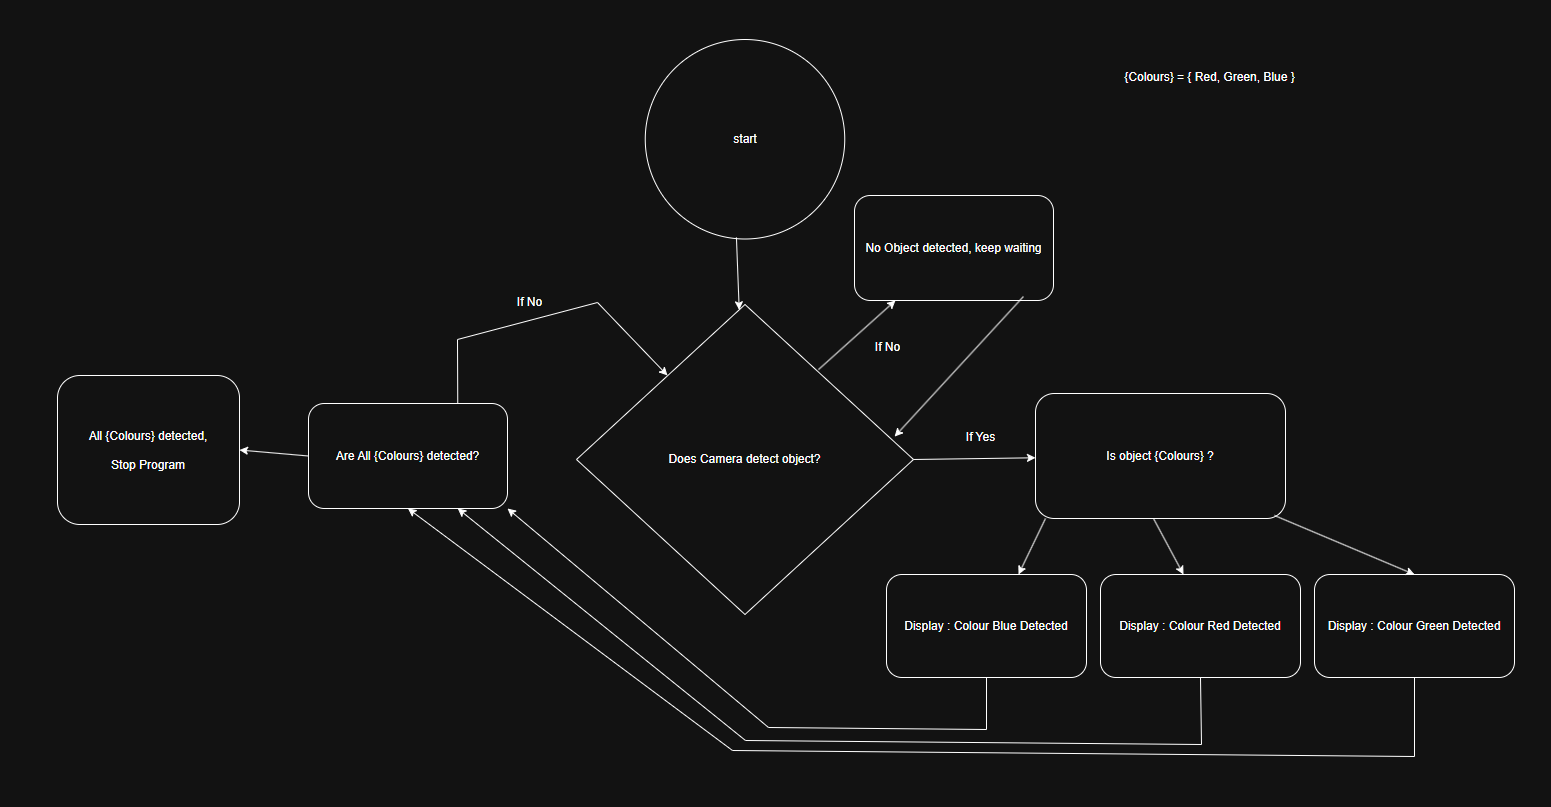 {Colours} = { Red, Green, Blue }
start
No Object detected, keep waiting
If No
If No
All {Colours} detected,
Stop Program
Are All {Colours} detected?
Does Camera detect object?
If Yes
Is object {Colours} ?
Display : Colour Blue Detected
Display : Colour Red Detected
Display : Colour Green Detected